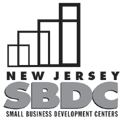 NEW JERSEY
SBDC
SMALL BUSINESS DEVELOPMENT CENTERS